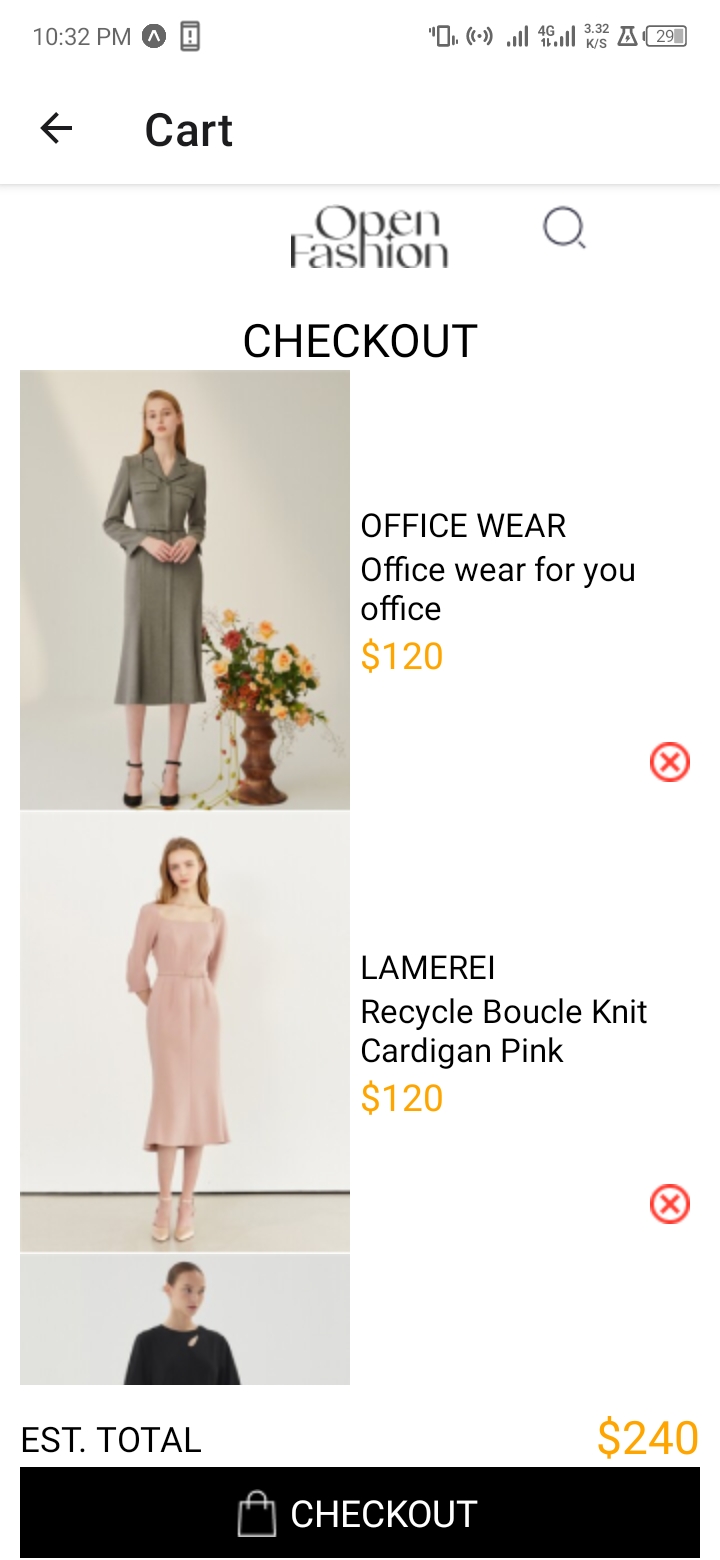 10:32 PM
4G
3.32
K/S
29
Cart
Open
Fashion
CHECKOUT
OFFICE WEAR
Office wear for you
office
$120
LAMEREI
Recycle Boucle Knit
Cardigan Pink
$120
EST. TOTAL
$240
CHECKOUT